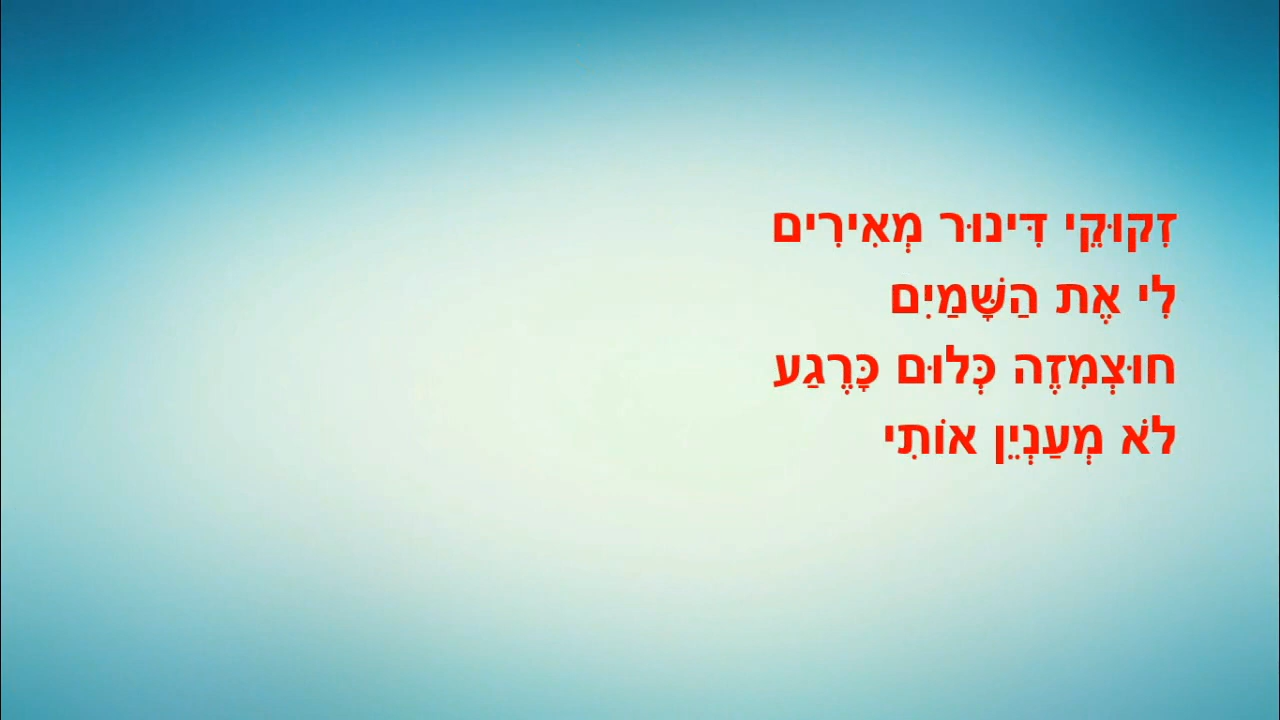 זִקוּקֵי דִּינוּר מְאִירִים
לִי אֶת הַשָּׁמַיִם
חוּצְמִזֶה כְּלוּם כָּרֶגַע
לֹא מְעַנְיֵן אוֹתִי